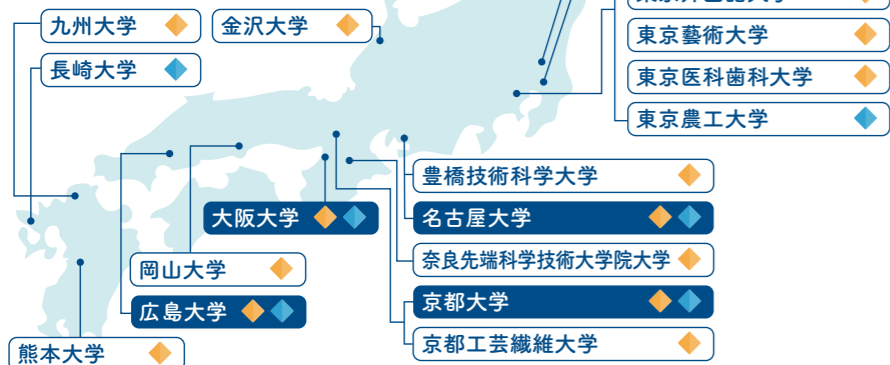 九州大学
金沢大学
長崎大学
東京藝術大学
東京医科歯科大学
東京農工大学
豊橋技術科学大学
大阪大学
名古屋大学
奈良先端科学技術大学院大学
岡山大学
広島大学
京都大学
京都工芸繊維大学
熊本大学